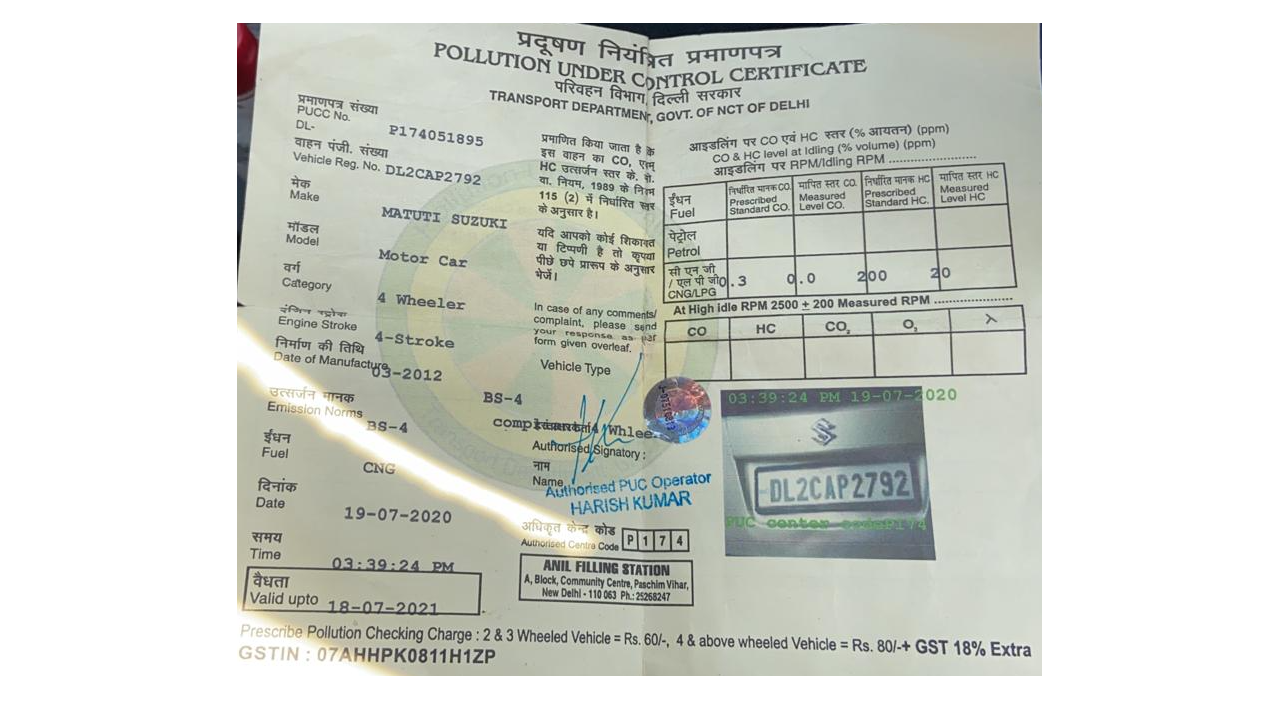 प्रदूषण नियंत्रित प्रमाणपत्र
POLLUTION UNDER CONTROL CERTIFICATE
परिवहन विभाग, दिल्ली सरकार
TRANSPORT DEPARTMENT, GOVT. OF NCT OF DELHI
प्रमाणपत्र संख्या
PUCC No.
DL- P174051895
वाहन पंजी. संख्या
Vehicle Reg. No. DL2CAP2792
मेक
Make
MATUTI SUZUKI
मॉडल
Model
Motor Car
वर्ग
Category
4 Wheeler
इंजिन स्ट्रोक
Engine Stroke
4-Stroke
निर्माण की तिथि
Date of Manufacture
03-2012
उत्सर्जन मानक
Emission Norms
BS-4
ईंधन
Fuel
CNG
दिनांक
Date
19-07-2020
समय
Time
03:39:24 PM
वैधता
Valid upto 18-07-2021
प्रमाणित किया जाता है कि
इस वाहन का CO, एवम्
HC उत्सर्जन स्तर के. मो.
वा. नियम, 1989 के नियम
115 (2) में निर्धारित स्तर
के अनुसार है।
यदि आपको कोई शिकायत
या टिप्पणी है तो कृपया
पीछे छपे प्रारूप के अनुसार
भेजें।
In case of any comments/
complaint, please send
your response as per
form given overleaf.
Vehicle Type
BS-4
4 Whlee
Authorised Signatory :
नाम
Name
Authorised PUC Operator
HARISH KUMAR
अधिकृत केन्द्र कोड
Authorised Centre Code P 1 7 4
ANIL FILLING STATION
A, Block, Community Centre, Paschim Vihar,
New Delhi - 110 063 Ph.: 25268247
आइडलिंग पर CO एवं HC स्तर (% आयतन) (ppm)
CO & HC level at Idling (% volume) (ppm)
आइडलिंग पर RPM/Idling RPM ........................
ईंधन निर्धारित मानक CO. मापित स्तर CO. निर्धारित मानक HC मापित स्तर HC
Fuel Prescribed Standard CO. Measured Level CO. Prescribed Standard HC. Measured Level HC
पेट्रोल
Petrol
सी एन जी
/ एल पी जी 0.3 0.0 200 20
CNG/LPG
At High idle RPM 2500 ± 200 Measured RPM .....................
CO HC CO₂ O₂ λ
03:39:24 PM 19-07-2020
DL2CAP2792
PUC center codeP174
Prescribe Pollution Checking Charge : 2 & 3 Wheeled Vehicle = Rs. 60/-, 4 & above wheeled Vehicle = Rs. 80/-+ GST 18% Extra
GSTIN : 07AHHPK0811H1ZP